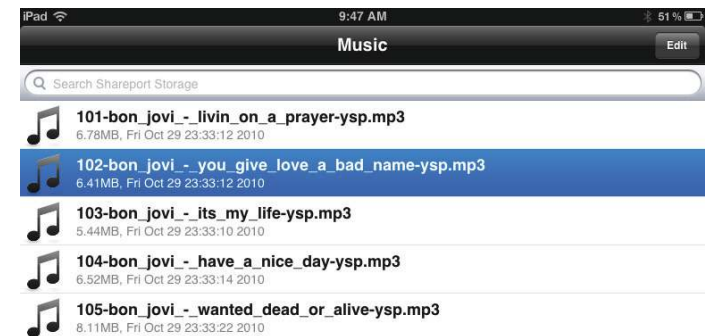 iPad 9:47 AM 51%
Music Edit
Search Shareport Storage
101-bon_jovi_-_livin_on_a_prayer-ysp.mp3
6.78MB, Fri Oct 29 23:33:12 2010
102-bon_jovi_-_you_give_love_a_bad_name-ysp.mp3
6.41MB, Fri Oct 29 23:33:12 2010
103-bon_jovi_-_its_my_life-ysp.mp3
5.44MB, Fri Oct 29 23:33:10 2010
104-bon_jovi_-_have_a_nice_day-ysp.mp3
6.52MB, Fri Oct 29 23:33:14 2010
105-bon_jovi_-_wanted_dead_or_alive-ysp.mp3
8.11MB, Fri Oct 29 23:33:22 2010